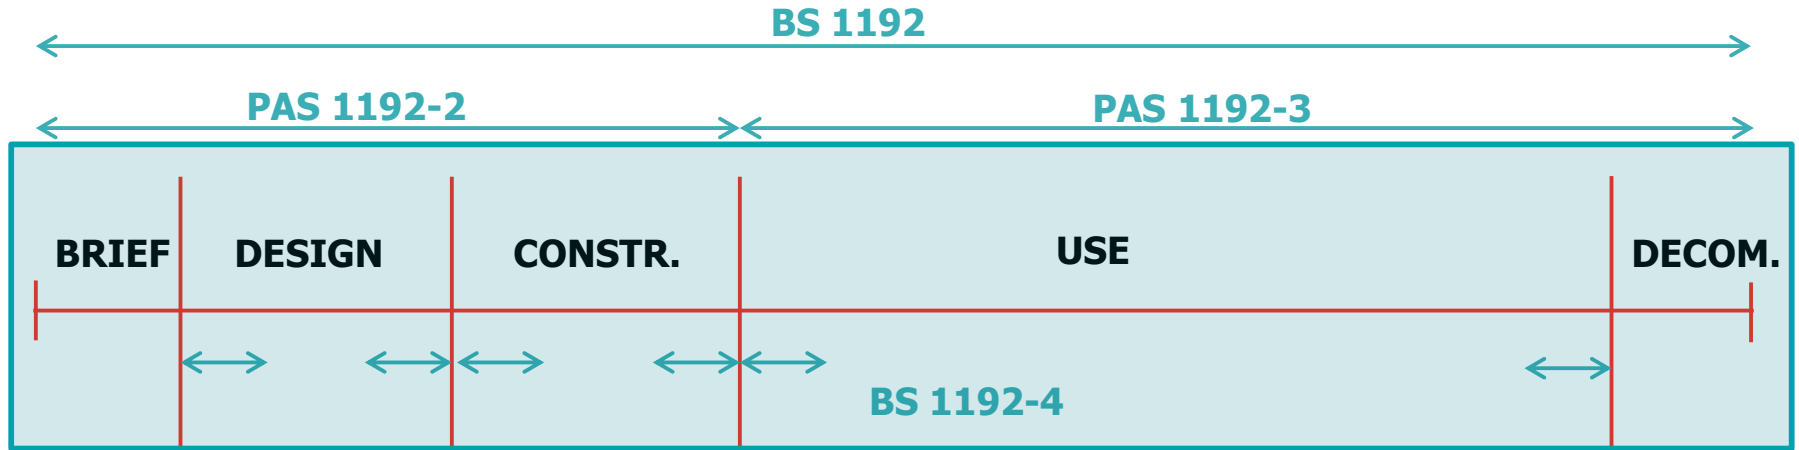 BS 1192
PAS 1192-2 PAS 1192-3
BRIEF DESIGN CONSTR. USE DECOM.
BS 1192-4